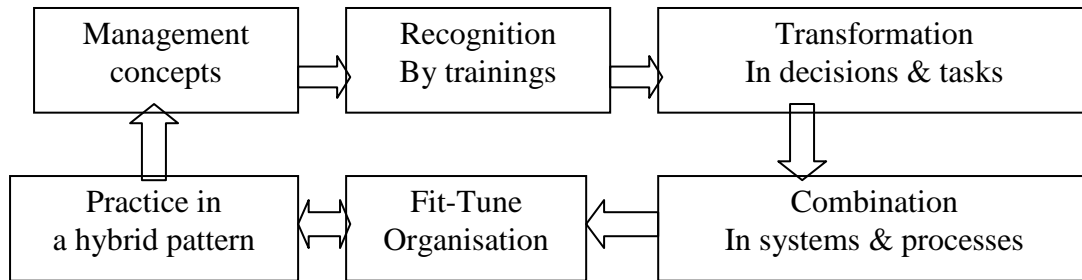 Management
concepts
Recognition
By trainings
Transformation
In decisions & tasks
Practice in
a hybrid pattern
Fit-Tune
Organisation
Combination
In systems & processes